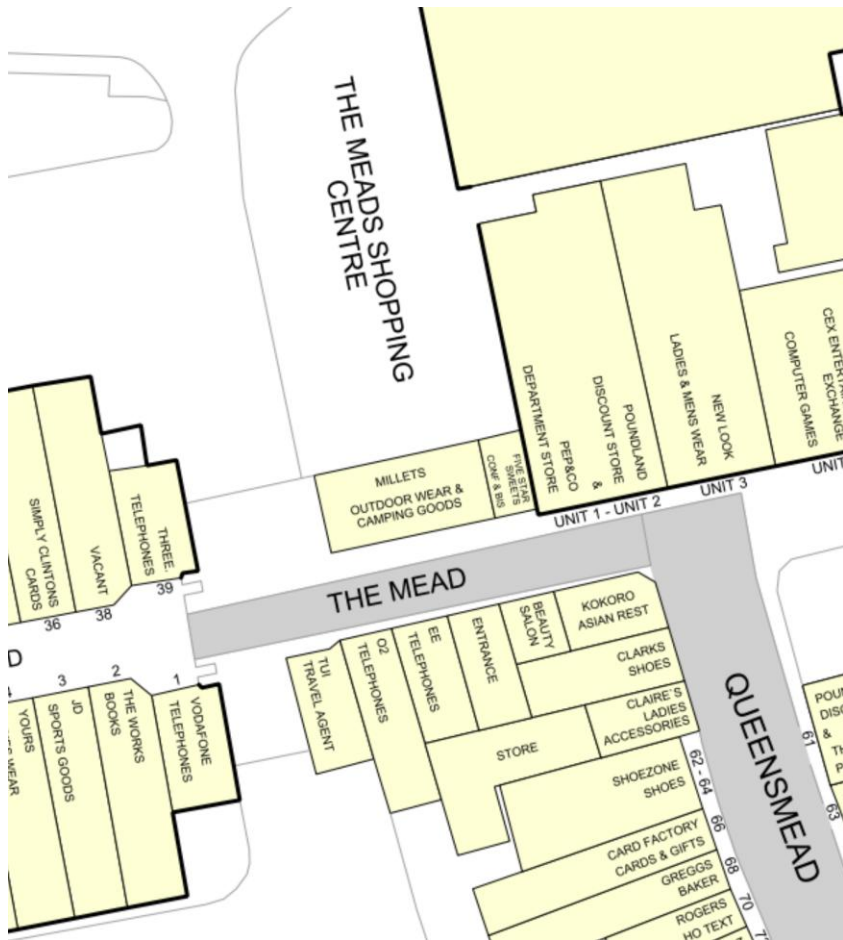 THE MEADS SHOPPING
CENTRE
DEPARTMENT STORE
PEP&CO
&
DISCOUNT STORE
POUNDLAND
LADIES & MENS WEAR
NEW LOOK
COMPUTER GAMES
EXCHANGE
UNIT 1 - UNIT 2
UNIT 3
UNIT
MILLETS
OUTDOOR WEAR &
CAMPING GOODS
FIVE STAR
SWEETS
CONF & BIS
SIMPLY CLINTONS
CARDS
36
VACANT
38
THREE.
TELEPHONES
39
THE MEAD
D
3
2
1
YOURS
JD
SPORTS GOODS
THE WORKS
BOOKS
VODAFONE
TELEPHONES
TUI
TRAVEL AGENT
O2
TELEPHONES
EE
TELEPHONES
ENTRANCE
BEAUTY
SALON
KOKORO
ASIAN REST
CLARKS
SHOES
CLAIRE`S
LADIES
ACCESSORIES
STORE
SHOEZONE
SHOES
62 - 64
CARD FACTORY
CARDS & GIFTS
66
GREGGS
BAKER
68
ROGERS
HO TEXT
70
QUEENSMEAD
61
&
63